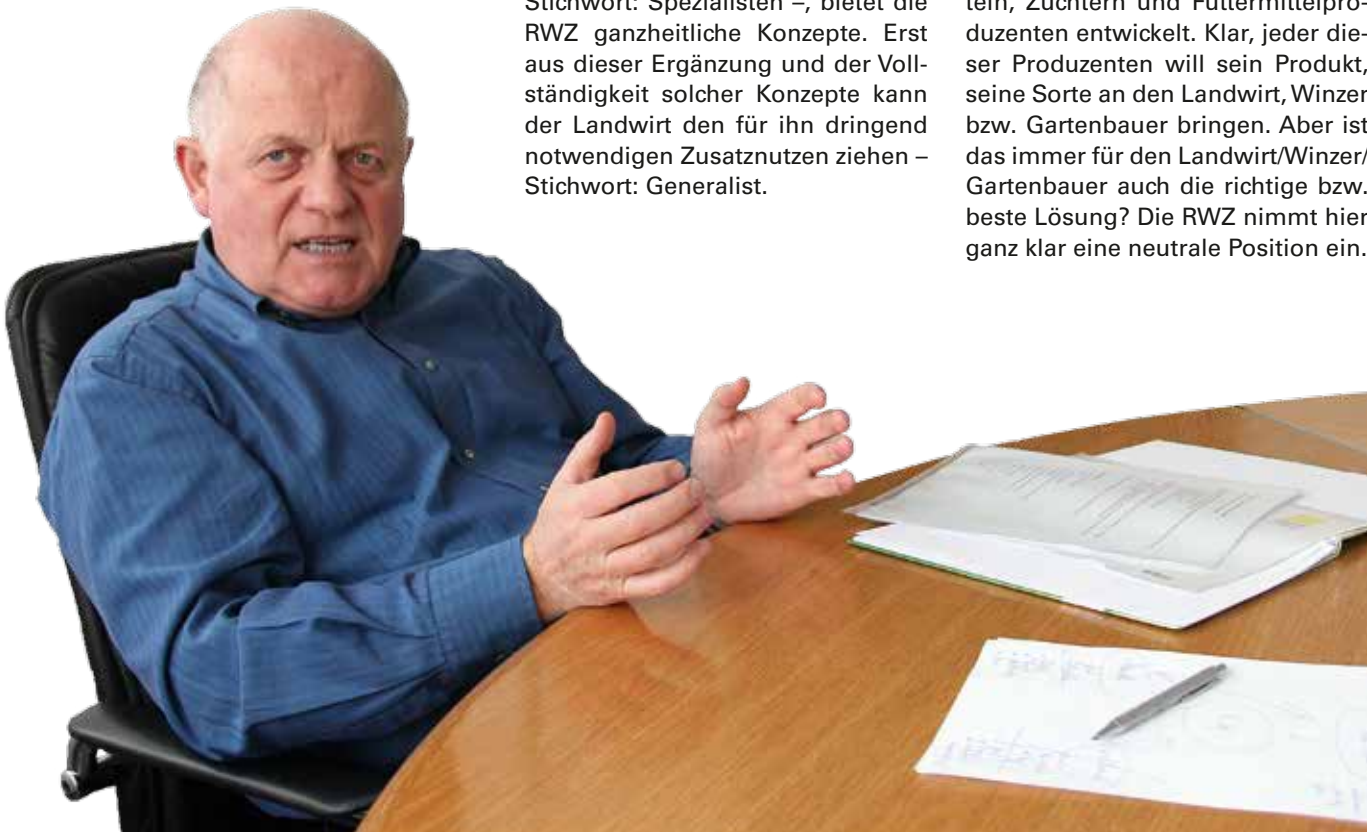 Stichwort: Spezialisten –, bietet die
RWZ ganzheitliche Konzepte. Erst
aus dieser Ergänzung und der Voll-
ständigkeit solcher Konzepte kann
der Landwirt den für ihn dringend
notwendigen Zusatznutzen ziehen –
Stichwort: Generalist.
teln, Züchtern und Futtermittelpro-
duzenten entwickelt. Klar, jeder die-
ser Produzenten will sein Produkt,
seine Sorte an den Landwirt, Winzer
bzw. Gartenbauer bringen. Aber ist
das immer für den Landwirt/Winzer/
Gartenbauer auch die richtige bzw.
beste Lösung? Die RWZ nimmt hier
ganz klar eine neutrale Position ein.